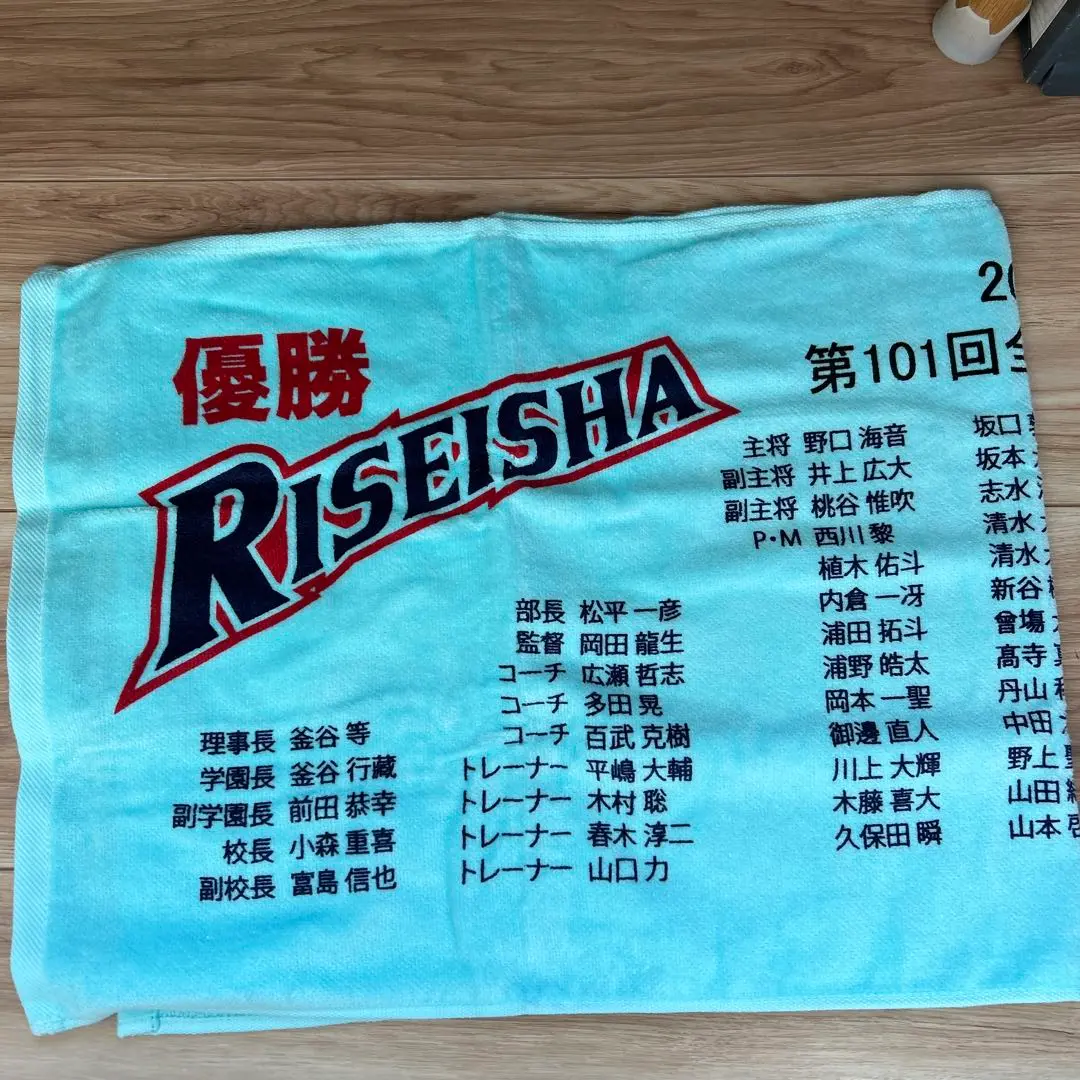 優勝
RISEISHA
理事長 釜谷 等
学園長 釜谷 行藏
副学園長 前田 恭幸
校長 小森 重喜
副校長 富島 信也
部長 松平 一彦
監督 岡田 龍生
コーチ 広瀬 哲志
コーチ 多田 晃
コーチ 百武 克樹
トレーナー 平嶋 大輔
トレーナー 木村 聡
トレーナー 春木 淳二
トレーナー 山口 力
2
第101回全
主将 野口 海音
副主将 井上 広大
副主将 桃谷 惟吹
P・M 西川 黎
植木 佑斗
内倉 一冴
浦田 拓斗
浦野 皓太
岡本 一聖
御邊 直人
川上 大輝
木藤 喜大
久保田 瞬
坂口
坂本
志水
清水
清水
新谷
曾塲
髙寺
丹山
中田
野上
山田
山本